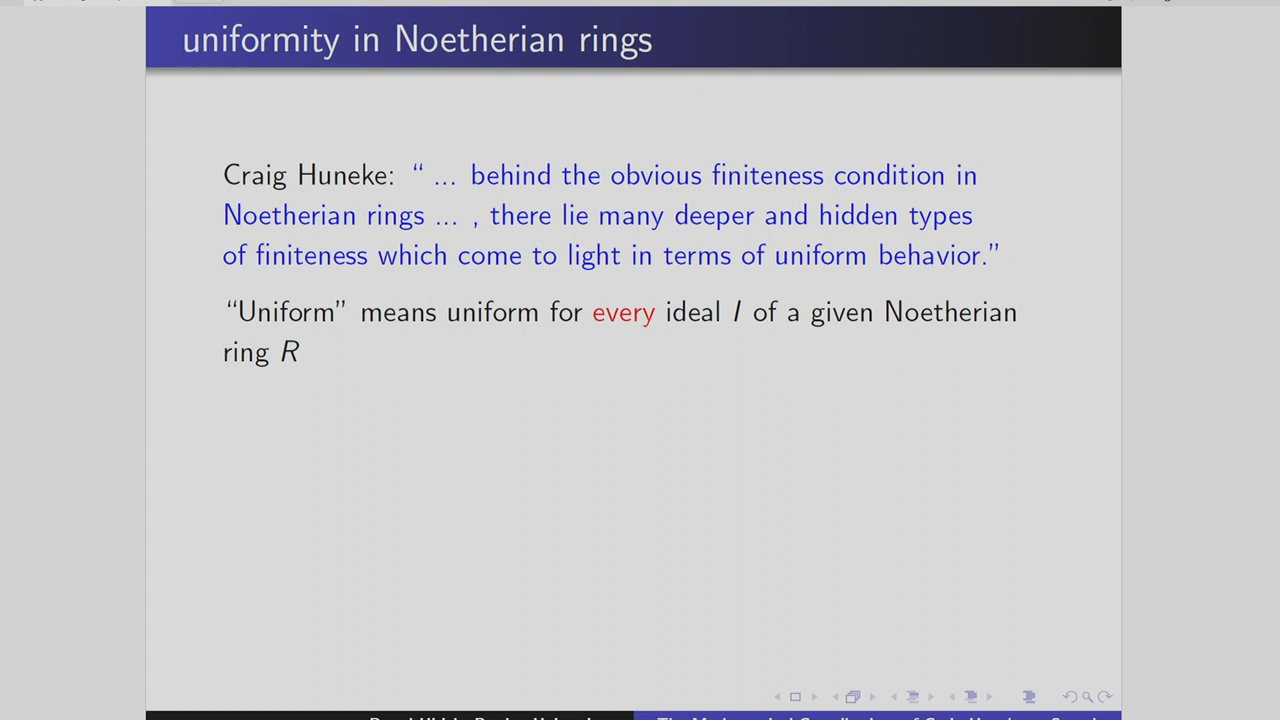 uniformity in Noetherian rings
Craig Huneke: “ ... behind the obvious finiteness condition in
Noetherian rings ... , there lie many deeper and hidden types
of finiteness which come to light in terms of uniform behavior.”
“Uniform” means uniform for every ideal I of a given Noetherian
ring R